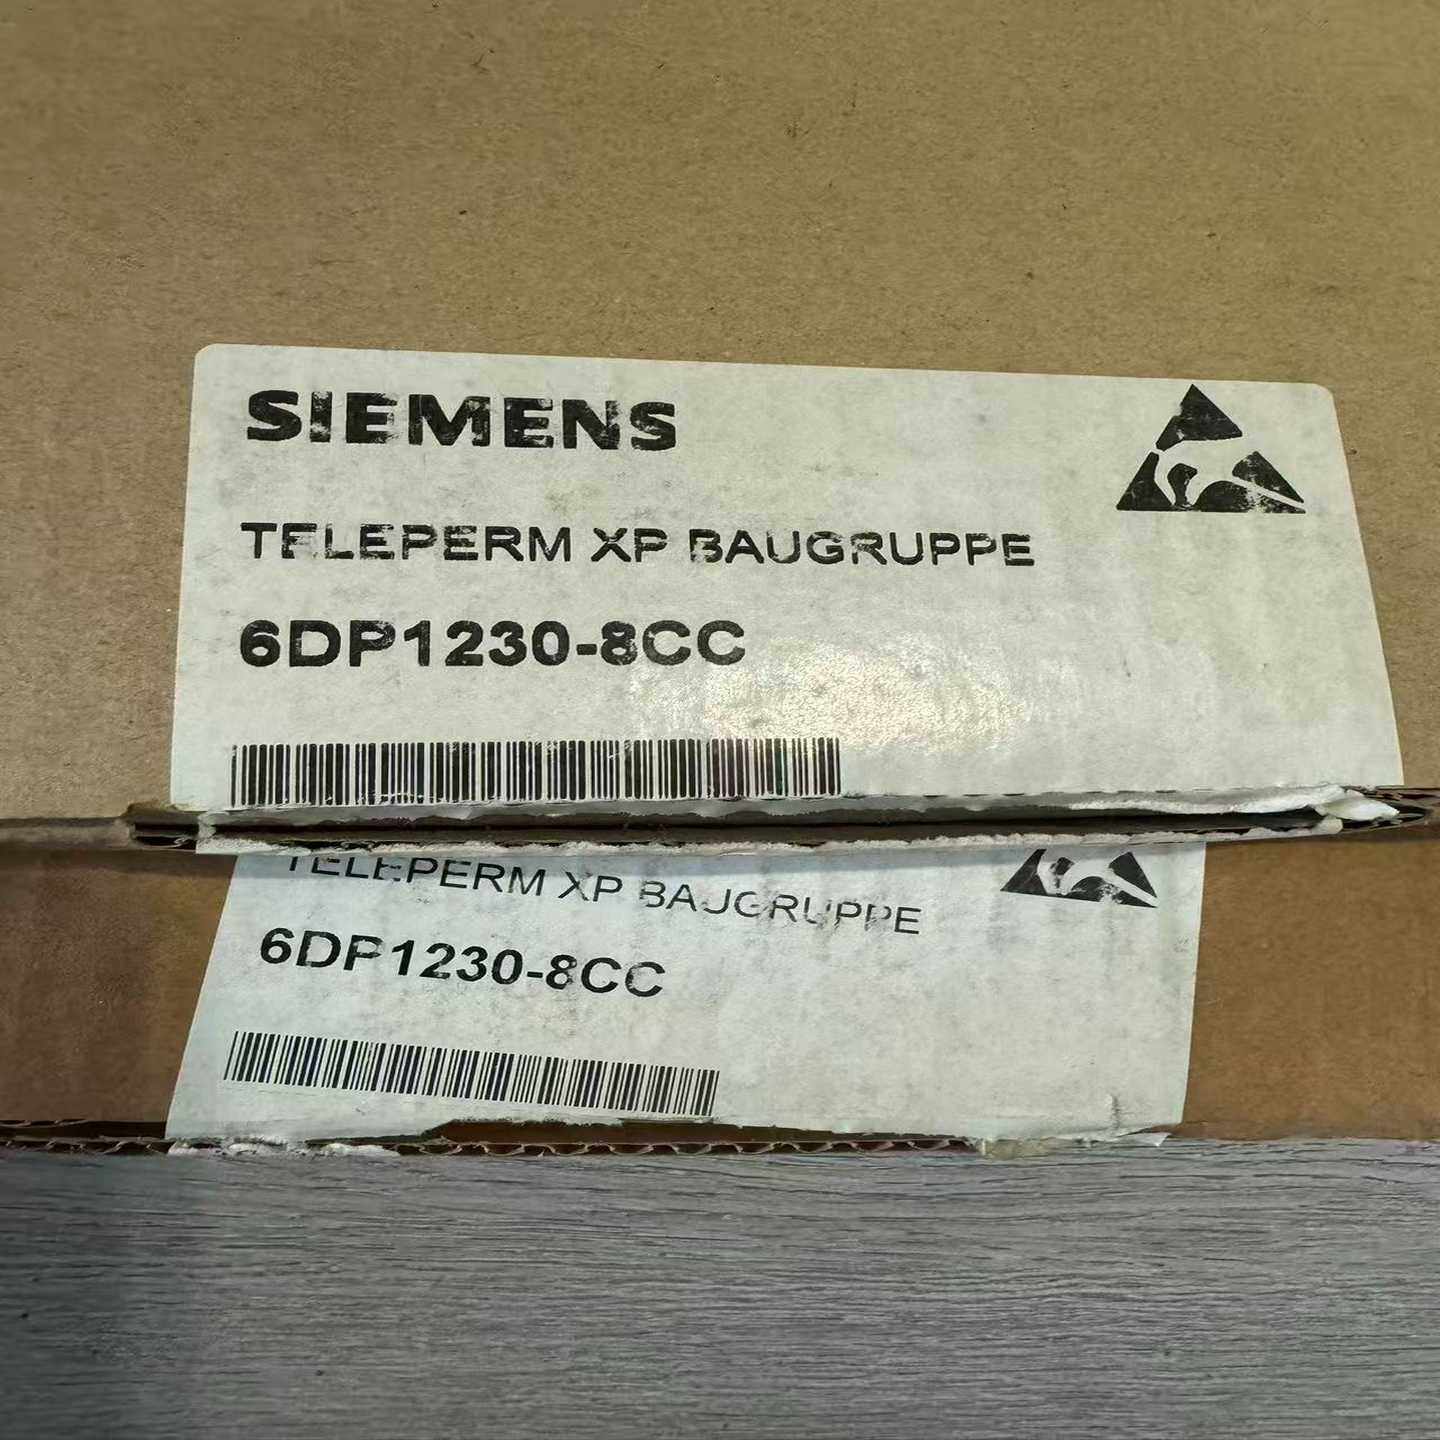 SIEMENS
TELEPERM XP BAUGRUPPE
6DP1230-8CC
TELEPERM XP BAUGRUPPE
6DP1230-8CC